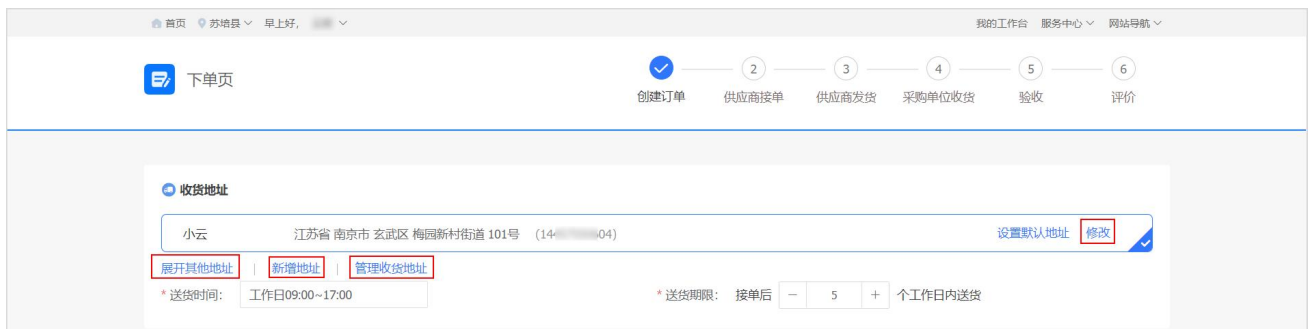 首页 苏培县 早上好, 我的工作台 服务中心 网站导航
下单页
2 3 4 5 6
创建订单 供应商接单 供应商发货 采购单位收货 验收 评价
收货地址
小云 江苏省 南京市 玄武区 梅园新村街道 101号 (14 04) 设置默认地址 修改
展开其他地址 | 新增地址 | 管理收货地址
* 送货时间: 工作日09:00~17:00 * 送货期限: 接单后 − 5 + 个工作日内送货